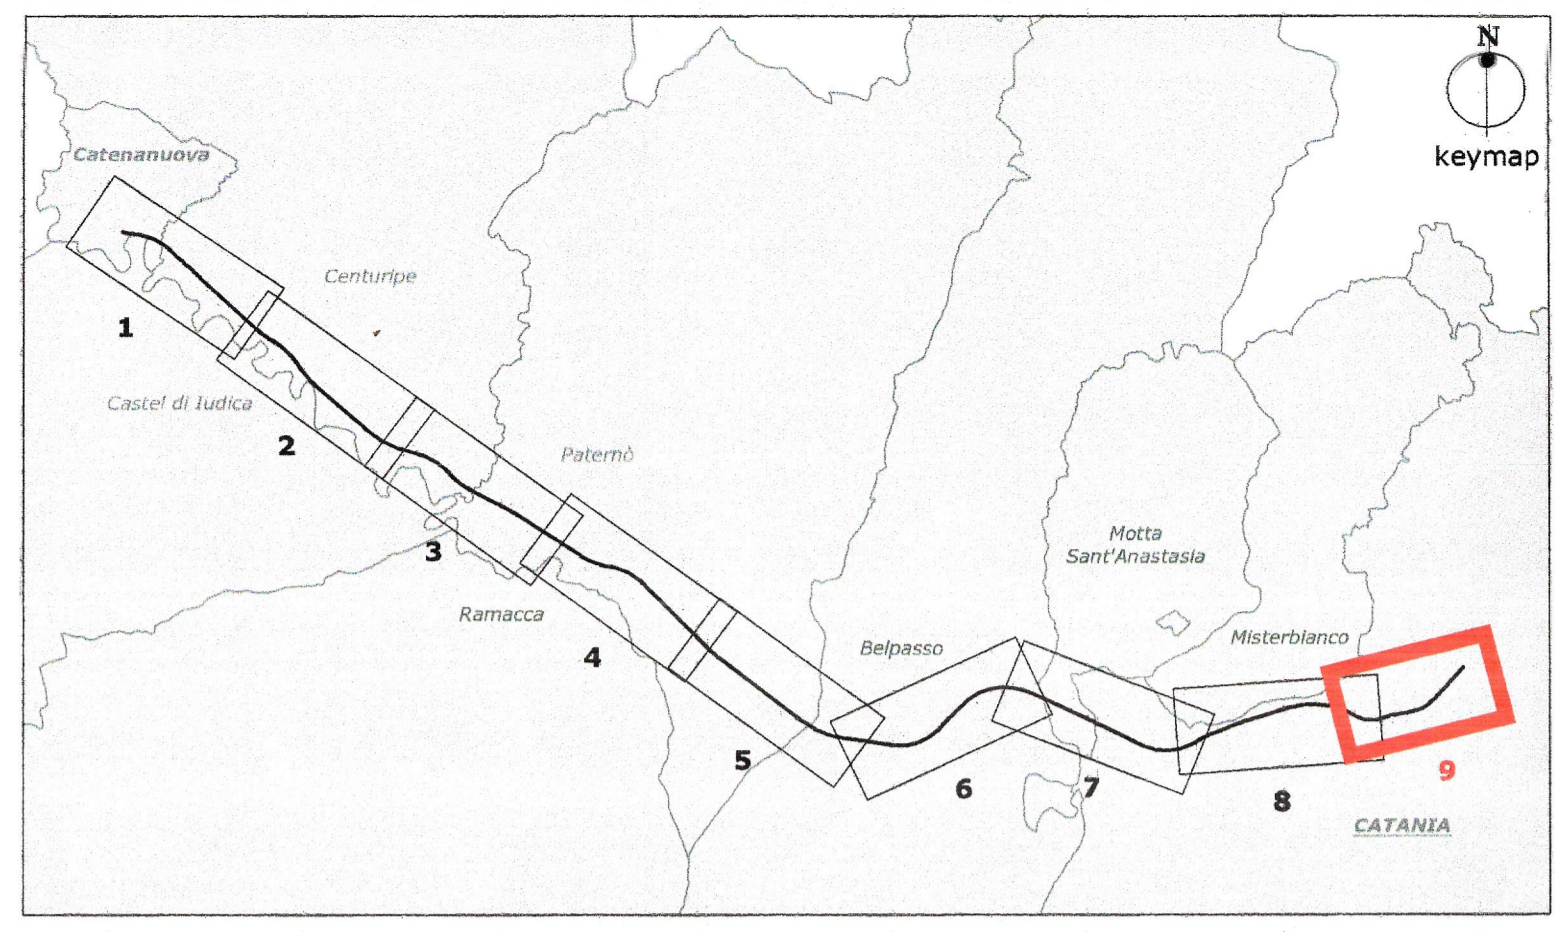 N
keymap
Catenanuova
Centuripe
1
Castel di Iudica
2
Paternò
3
Motta
Sant'Anastasia
Ramacca
4
Belpasso
Misterbianco
5
6
7
8
9
CATANIA